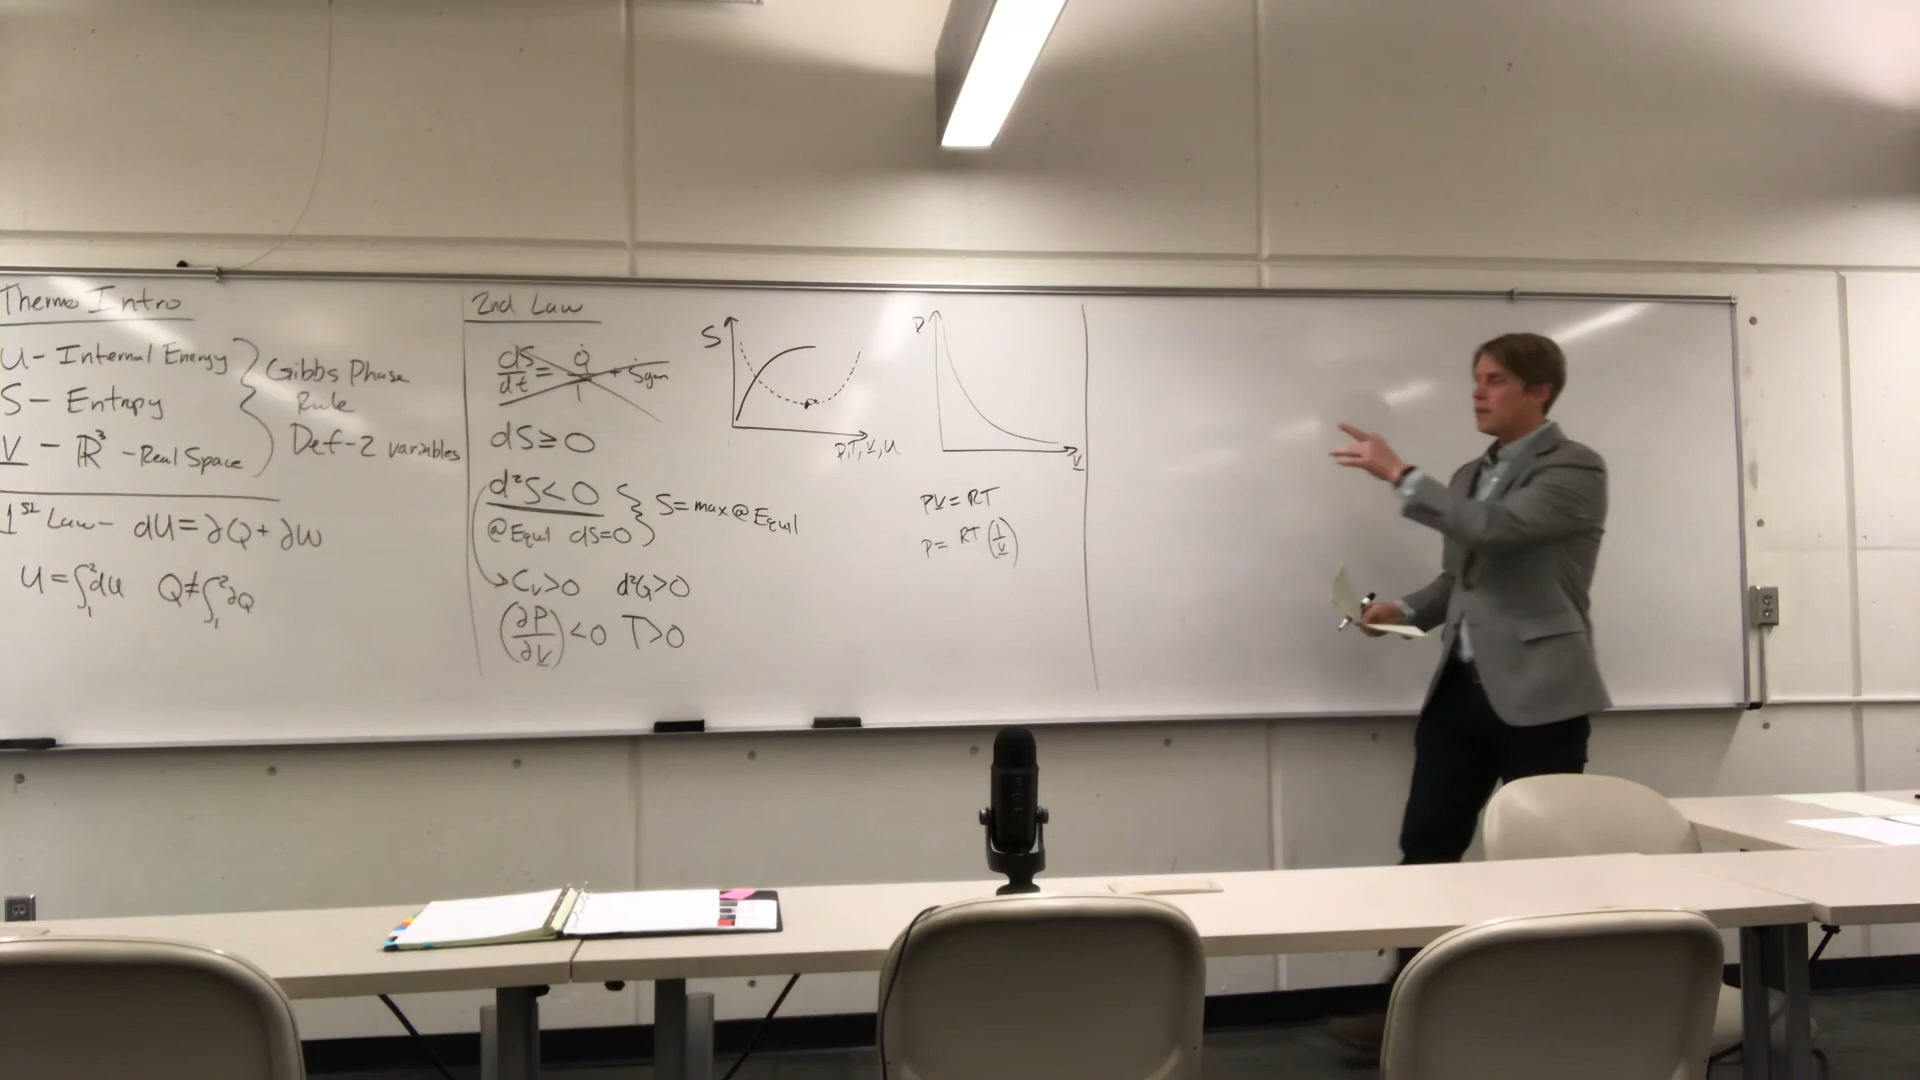 Thermo Intro
U - Internal Energy
S - Entropy
V - ℝ³ - Real Space
Gibbs Phase
Rule
Def-2 variables
1st Law - dU = ∂Q + ∂W
U = ∫₁² dU Q ≠ ∫₁² ∂Q
2nd Law
dS/dt = Q̇/T + Ṡgen
dS ≥ 0
d²S < 0
@ Equil dS = 0
S = max @ Equil
Cv > 0 d²G > 0
(∂P/∂V) < 0 T > 0
S
P, T, V, U
P
V
PV = RT
P = RT (1/V)